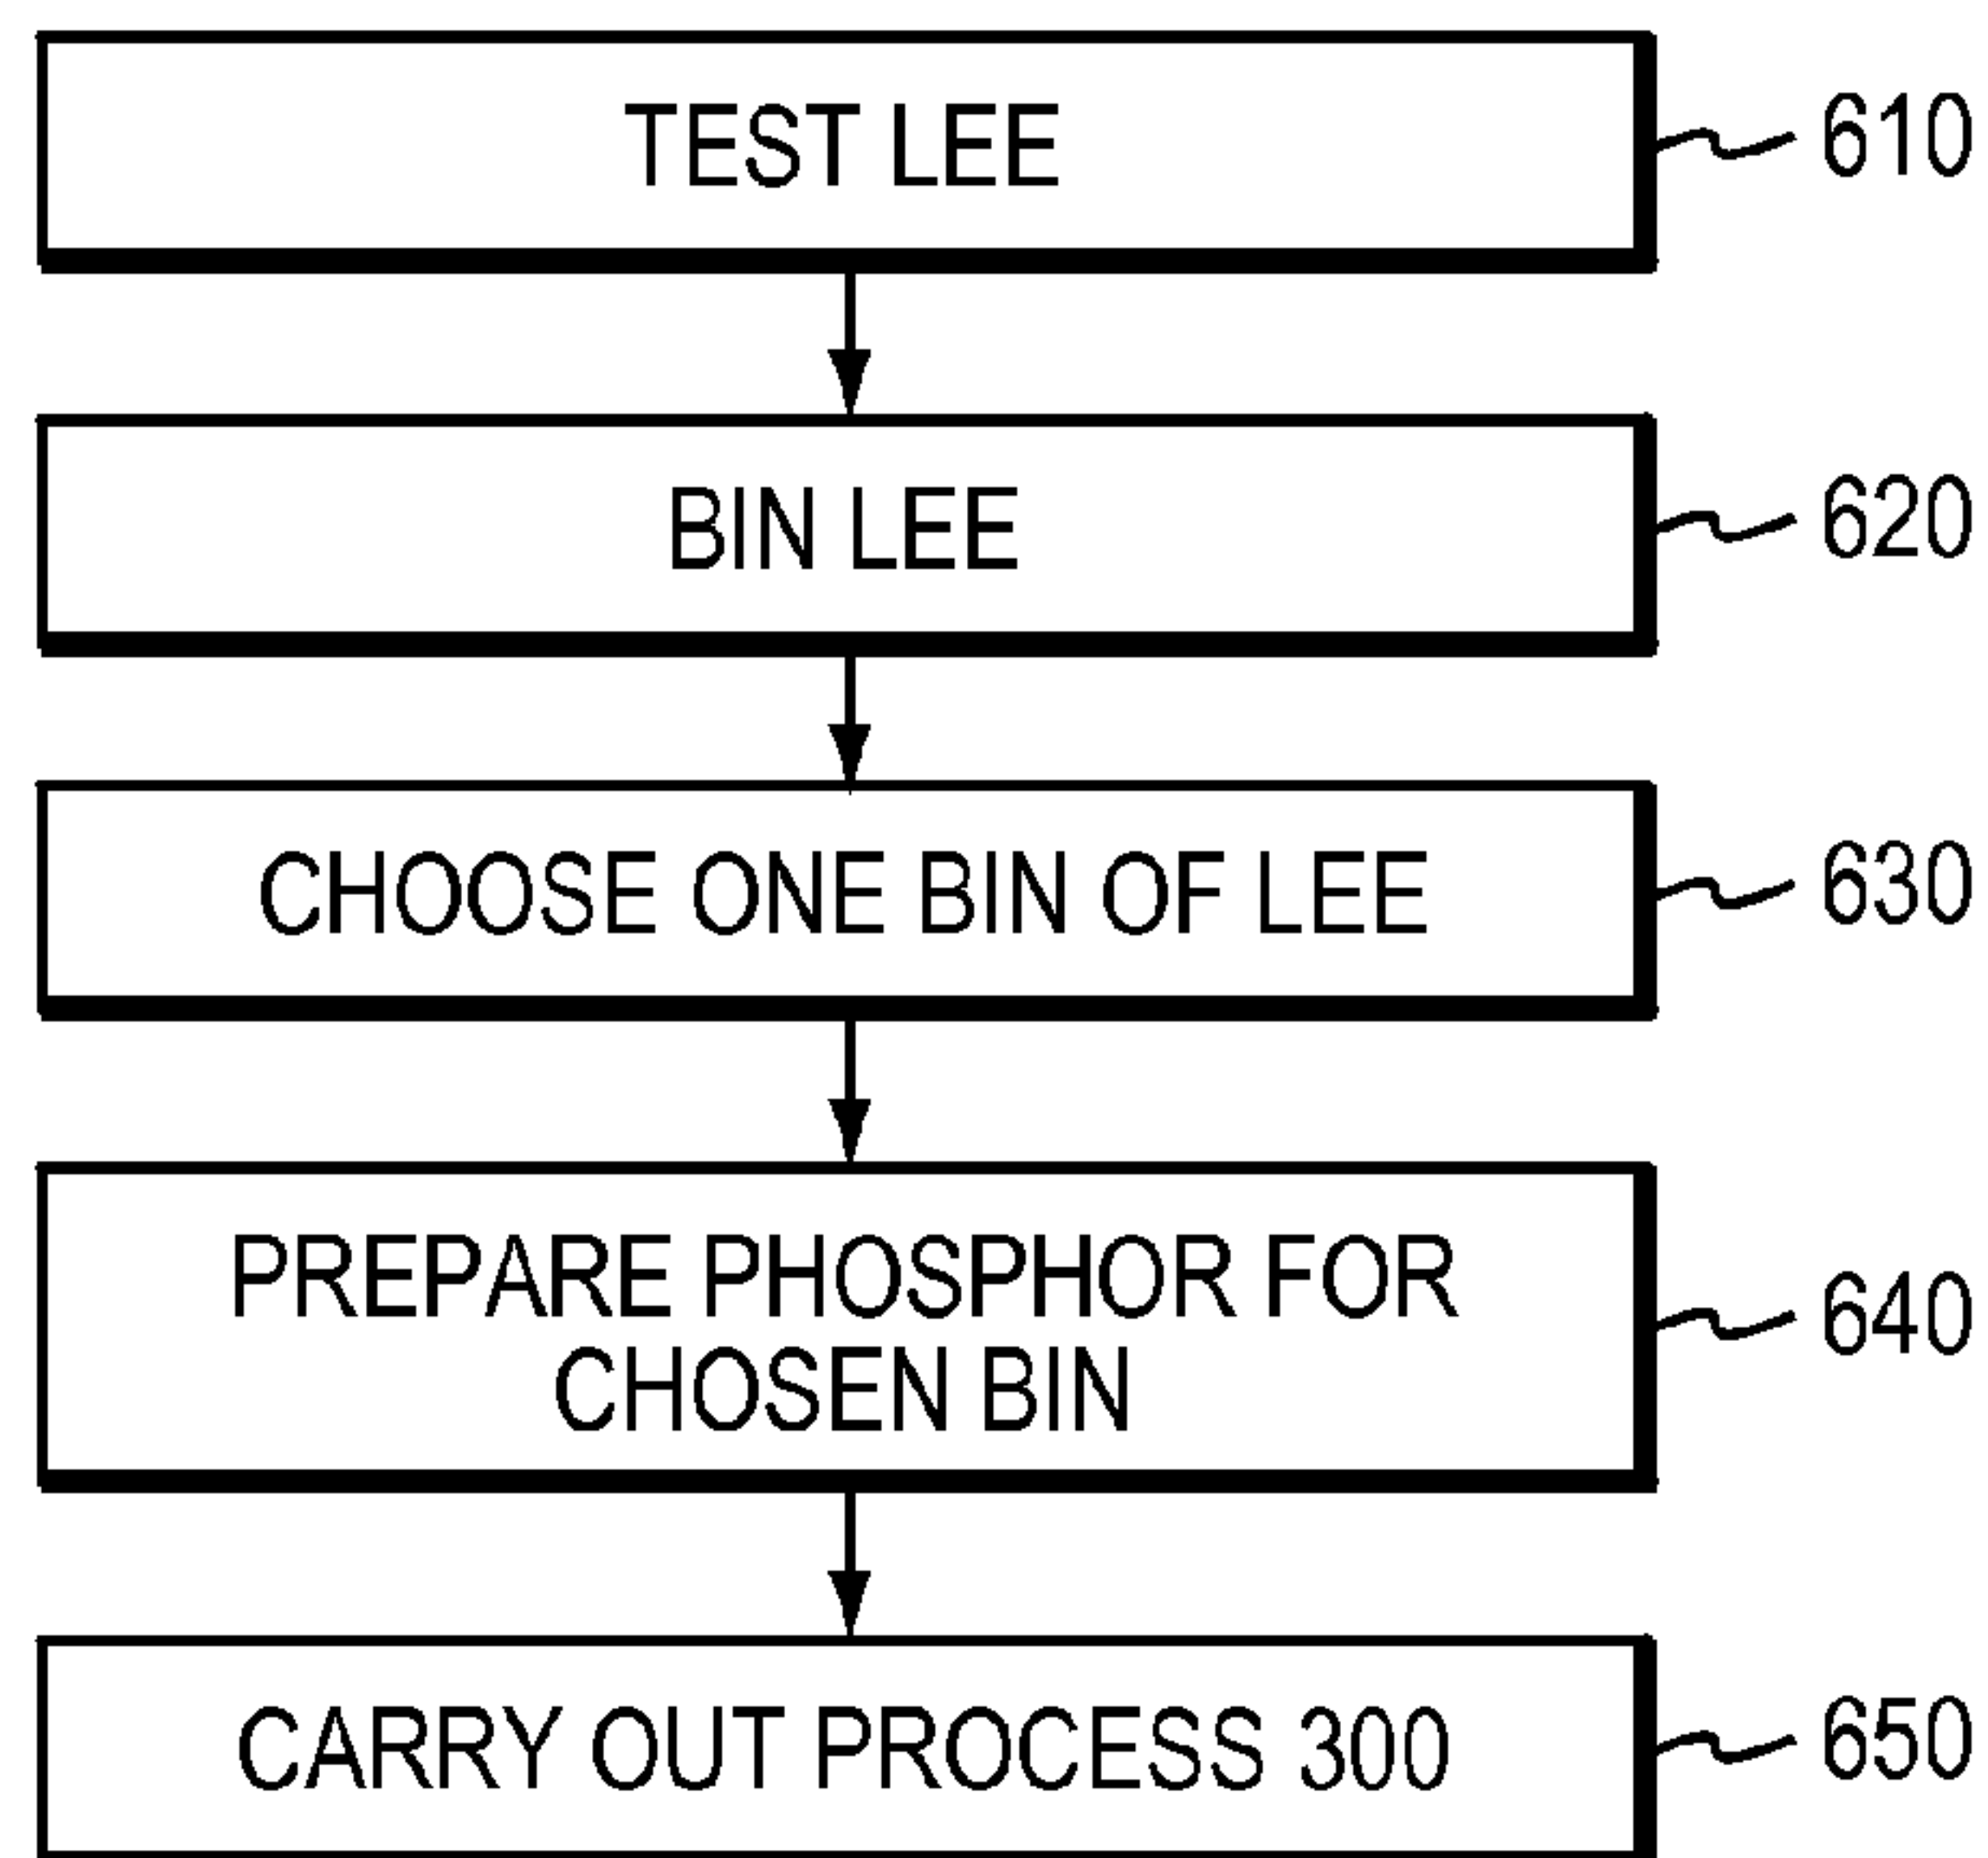 TEST LEE
610
BIN LEE
620
CHOOSE ONE BIN OF LEE
630
PREPARE PHOSPHOR FOR
CHOSEN BIN
640
CARRY OUT PROCESS 300
650